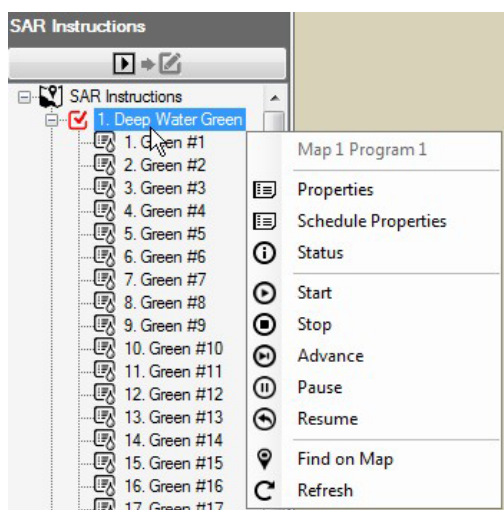 SAR Instructions
SAR Instructions
1. Deep Water Green
1. Green #1
2. Green #2
3. Green #3
4. Green #4
5. Green #5
6. Green #6
7. Green #7
8. Green #8
9. Green #9
10. Green #10
11. Green #11
12. Green #12
13. Green #13
14. Green #14
15. Green #15
16. Green #16
17. Green #17
Map 1 Program 1
Properties
Schedule Properties
Status
Start
Stop
Advance
Pause
Resume
Find on Map
Refresh